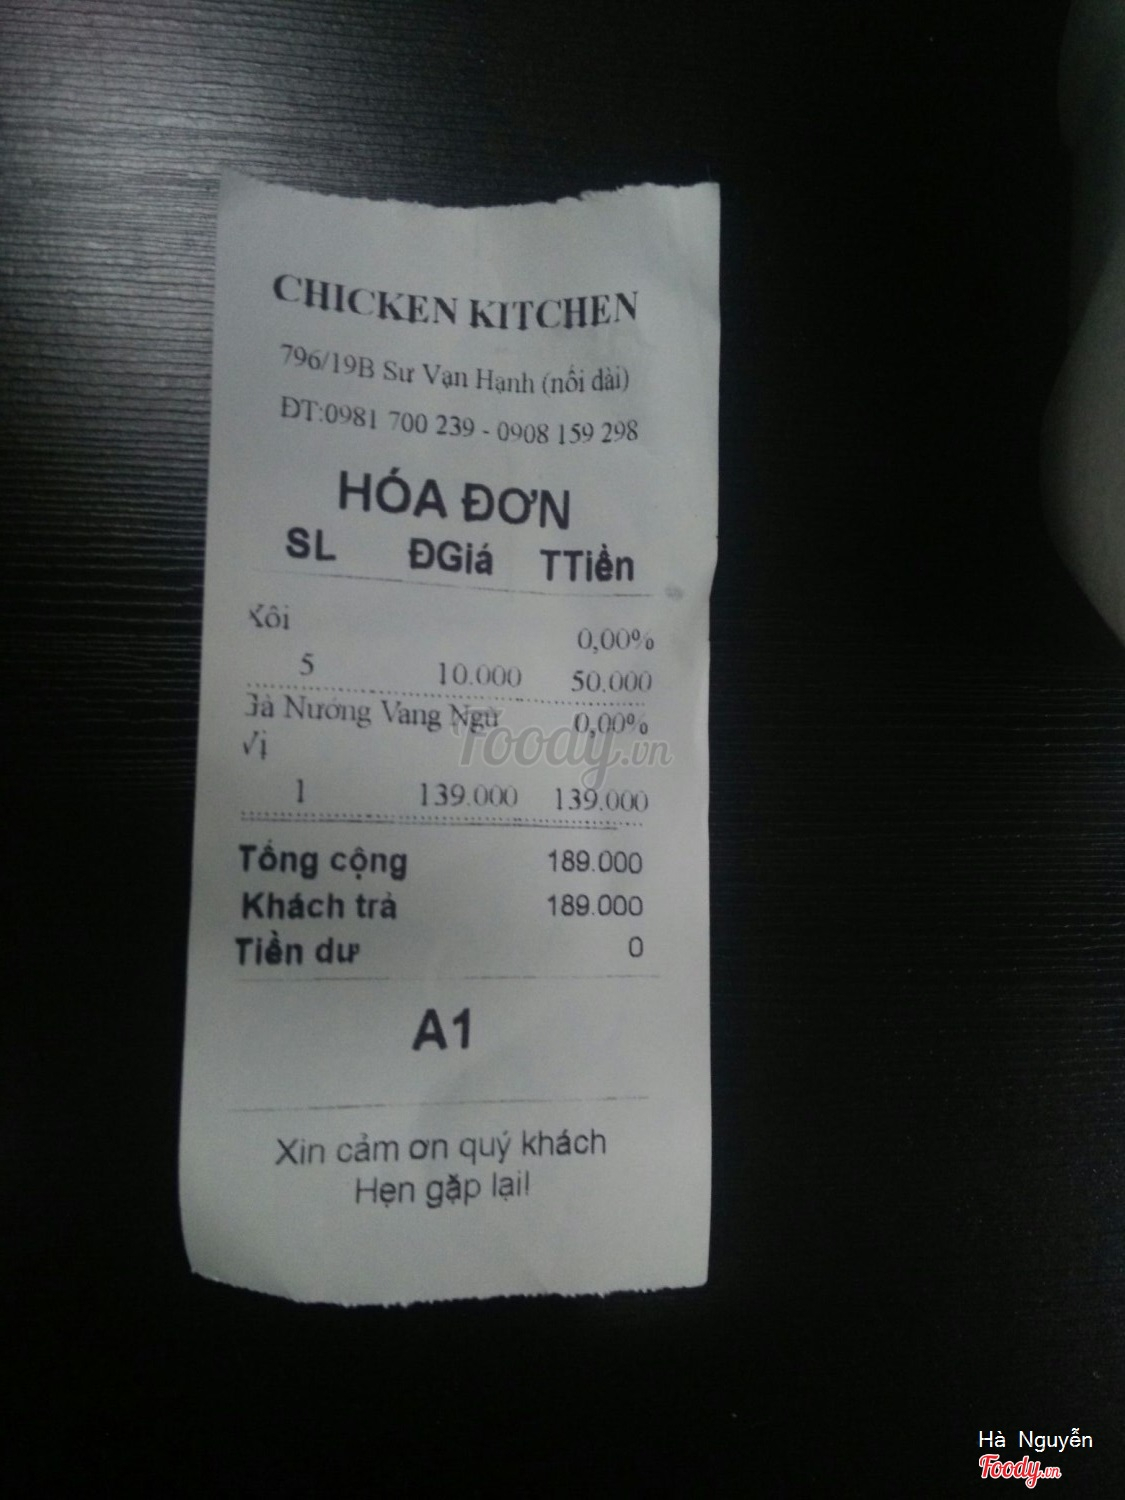 CHICKEN KITCHEN
796/19B Sư Vạn Hạnh (nối dài)
ĐT:0981 700 239 - 0908 159 298
HÓA ĐƠN
SL ĐGiá TTiền
Xôi 0,00%
5 10.000 50.000
Gà Nướng Vang Ngũ 0,00%
Vị
1 139.000 139.000
Tổng cộng 189.000
Khách trả 189.000
Tiền dư 0
A1
Xin cảm ơn quý khách
Hẹn gặp lại!
Foody.vn
Hà Nguyễn
Foody.vn